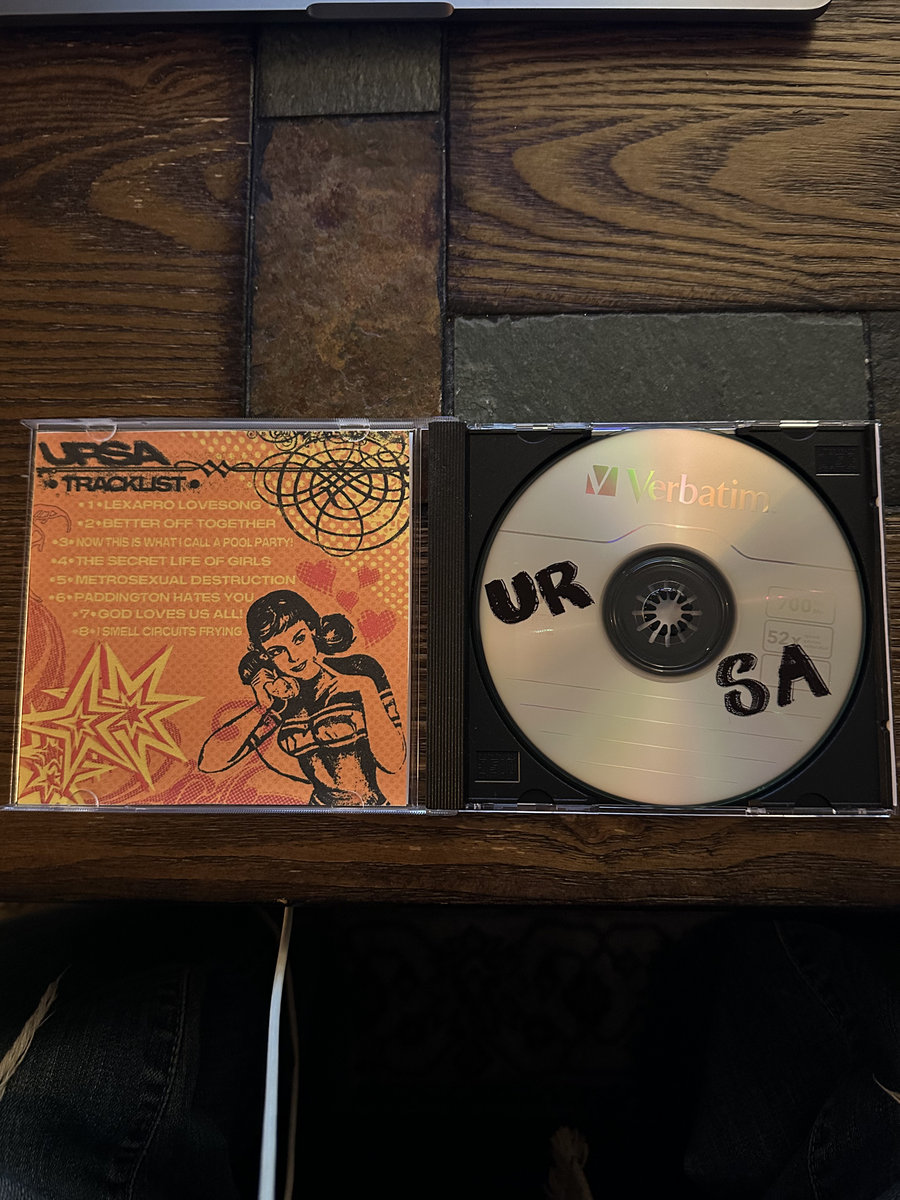 URSA
• TRACKLIST •
•1• LEXAPRO LOVESONG
•2• BETTER OFF TOGETHER
•3• NOW THIS IS WHAT I CALL A POOL PARTY!
•4• THE SECRET LIFE OF GIRLS
•5• METROSEXUAL DESTRUCTION
•6• PADDINGTON HATES YOU
•7• GOD LOVES US ALL!
•8• I SMELL CIRCUITS FRYING
Verbatim
UR
SA
700
52x